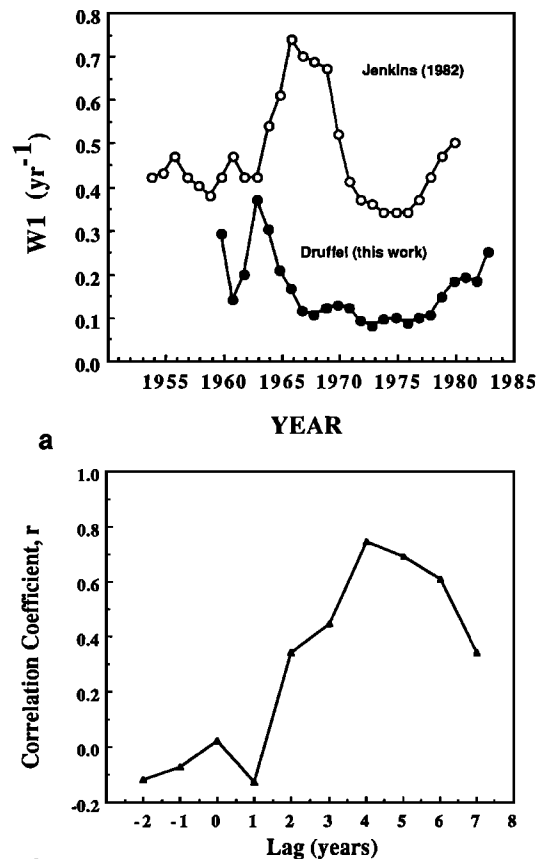 0.8
0.7
0.6
0.5
0.4
0.3
0.2
0.1
0.0
W1 (yr⁻¹)
Jenkins (1982)
Druffel (this work)
1955 1960 1965 1970 1975 1980 1985
YEAR
a
1.0
0.8
0.6
0.4
0.2
0.0
-0.2
Correlation Coefficient, r
-2 -1 0 1 2 3 4 5 6 7 8
Lag (years)